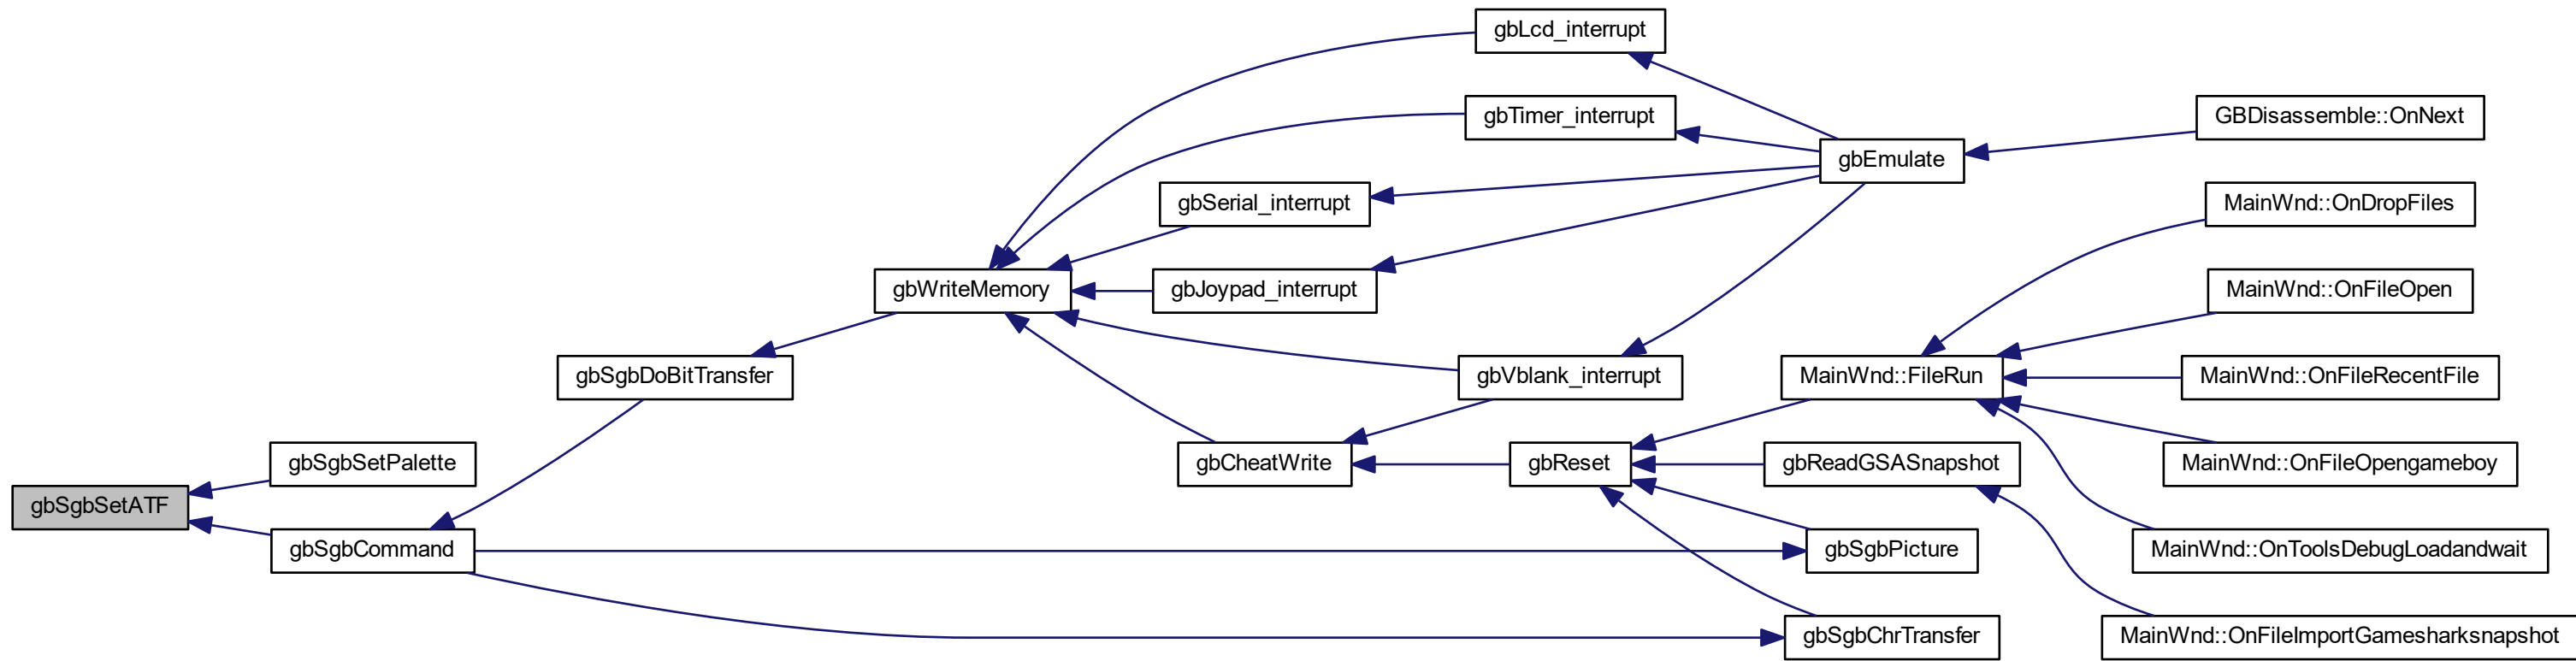 gbLcd_interrupt
gbTimer_interrupt
GBDisassemble::OnNext
gbEmulate
gbSerial_interrupt
MainWnd::OnDropFiles
gbWriteMemory
gbJoypad_interrupt
MainWnd::OnFileOpen
gbSgbDoBitTransfer
gbVblank_interrupt
MainWnd::FileRun
MainWnd::OnFileRecentFile
gbSgbSetPalette
gbCheatWrite
gbReset
gbReadGSASnapshot
MainWnd::OnFileOpengameboy
gbSgbSetATF
gbSgbCommand
gbSgbPicture
MainWnd::OnToolsDebugLoadandwait
gbSgbChrTransfer
MainWnd::OnFileImportGamesharksnapshot